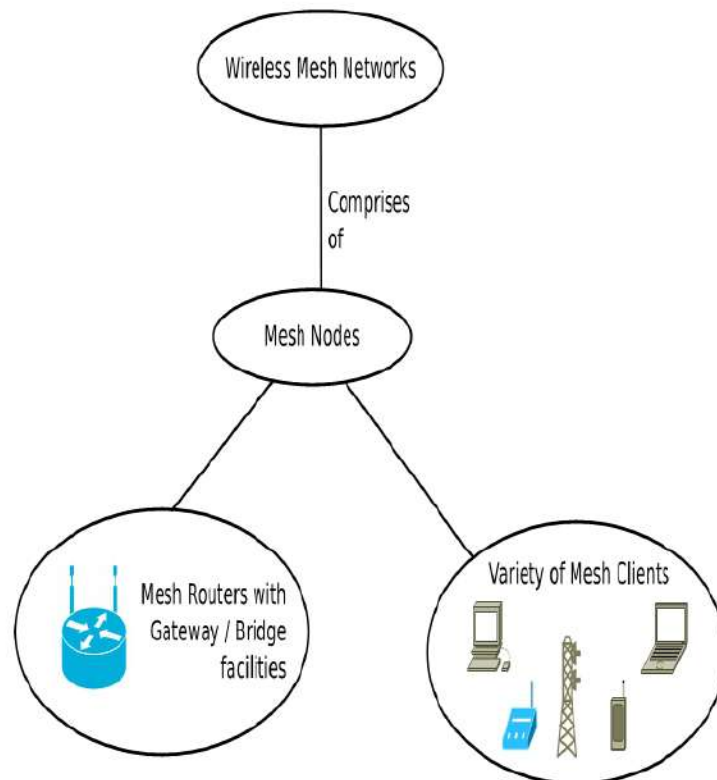 Wireless Mesh Networks
Comprises
of
Mesh Nodes
Mesh Routers with
Gateway / Bridge
facilities
Variety of Mesh Clients